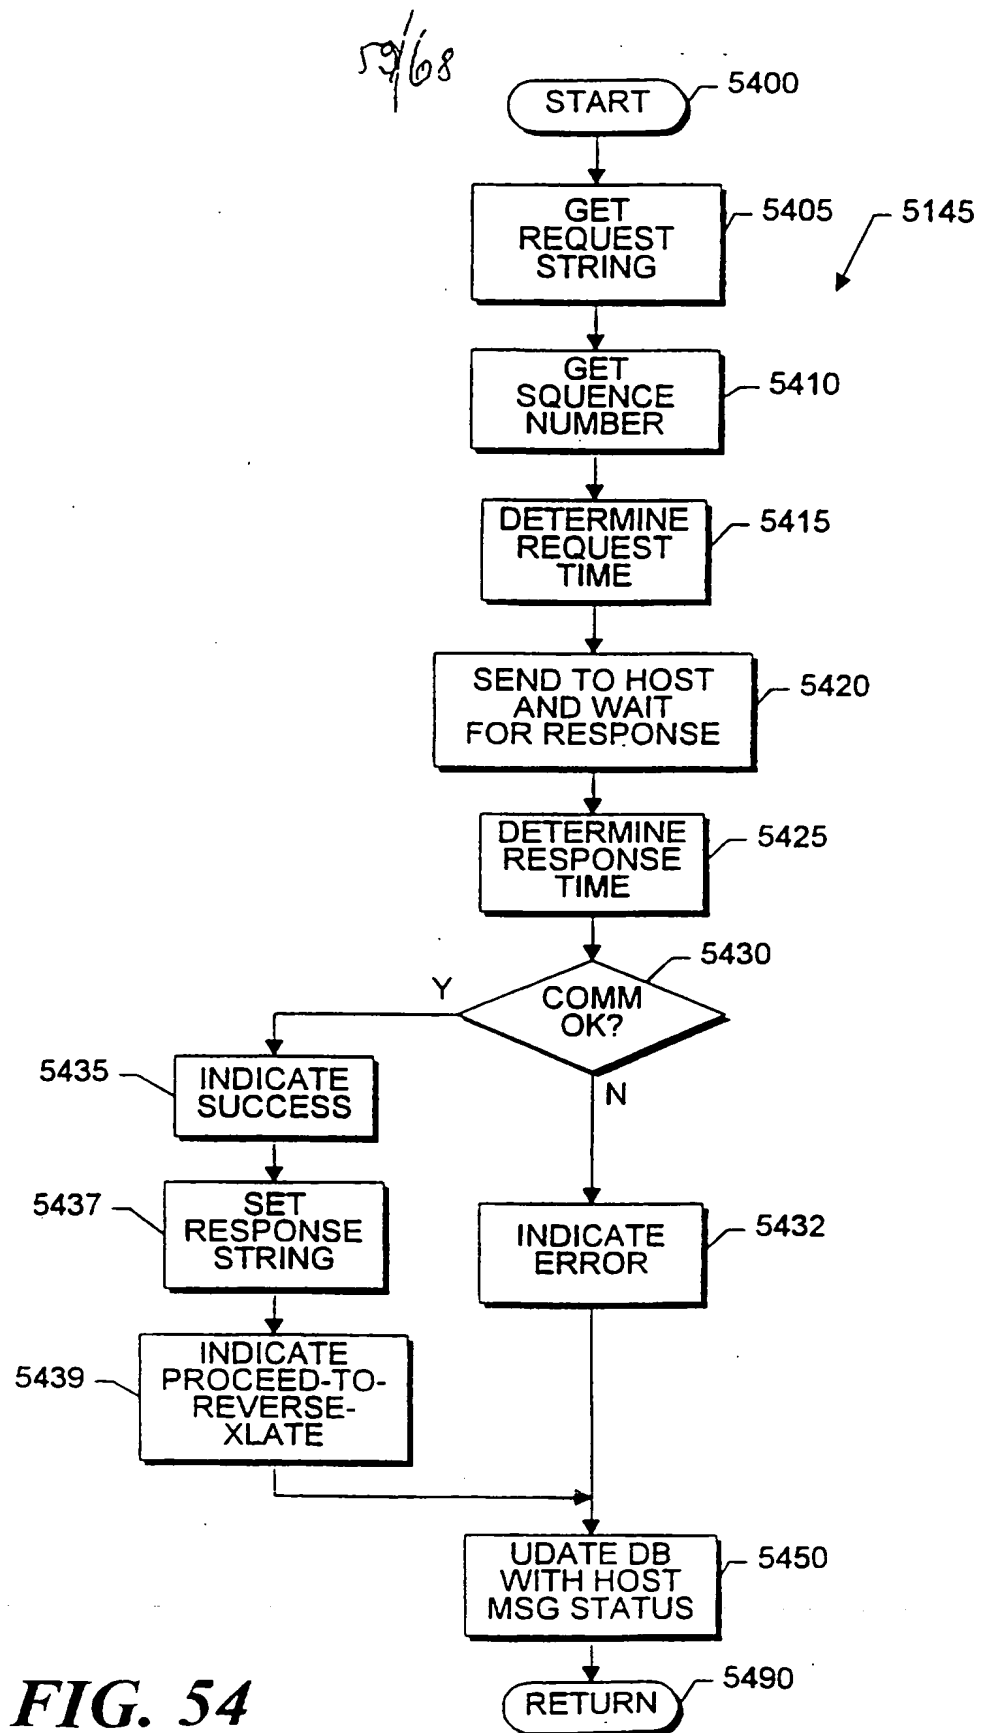 59/68
START
5400
GET
REQUEST
STRING
5405
5145
GET
SQUENCE
NUMBER
5410
DETERMINE
REQUEST
TIME
5415
SEND TO HOST
AND WAIT
FOR RESPONSE
5420
DETERMINE
RESPONSE
TIME
5425
COMM
OK?
5430
Y
N
5435
INDICATE
SUCCESS
5437
SET
RESPONSE
STRING
5439
INDICATE
PROCEED-TO-
REVERSE-
XLATE
INDICATE
ERROR
5432
UDATE DB
WITH HOST
MSG STATUS
5450
RETURN
5490
FIG. 54